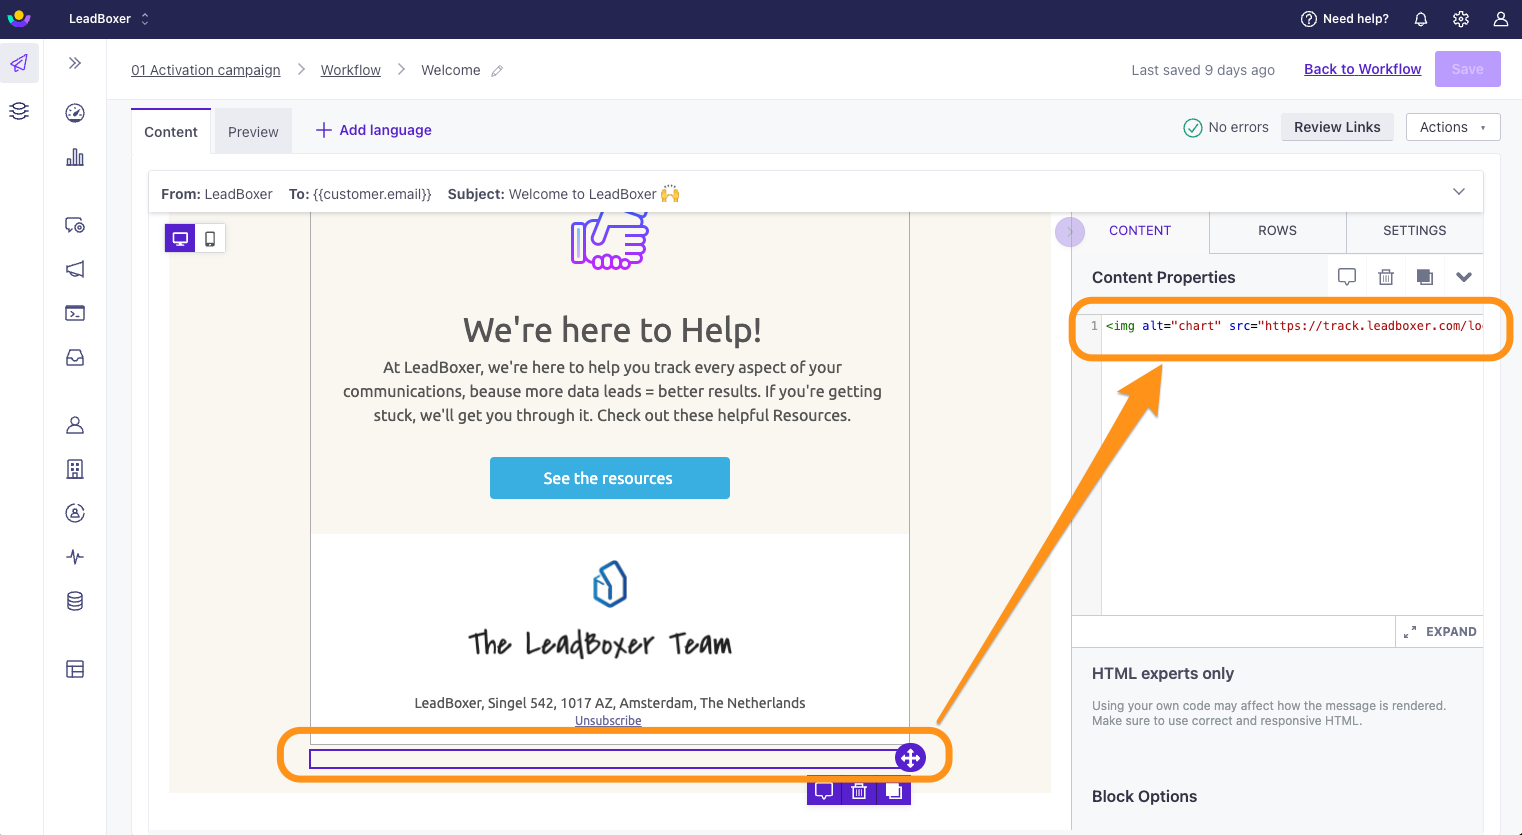 LeadBoxer
Need help?
01 Activation campaign > Workflow > Welcome
Last saved 9 days ago
Back to Workflow
Save
Content
Preview
+ Add language
No errors
Review Links
Actions
From: LeadBoxer To: {{customer.email}} Subject: Welcome to LeadBoxer 🙌
CONTENT
ROWS
SETTINGS
Content Properties
1 <img alt="chart" src="https://track.leadboxer.com/lo
We're here to Help!
At LeadBoxer, we're here to help you track every aspect of your
communications, beause more data leads = better results. If you're getting
stuck, we'll get you through it. Check out these helpful Resources.
See the resources
The LeadBoxer Team
LeadBoxer, Singel 542, 1017 AZ, Amsterdam, The Netherlands
Unsubscribe
EXPAND
HTML experts only
Using your own code may affect how the message is rendered.
Make sure to use correct and responsive HTML.
Block Options